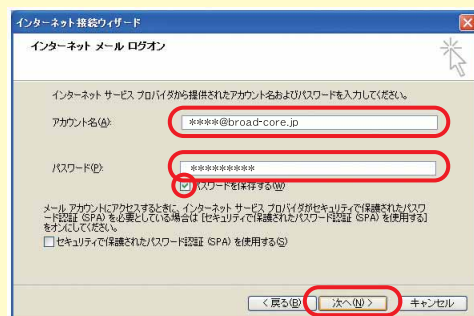 インターネット接続ウィザード
インターネット メール ログオン
インターネット サービス プロバイダから提供されたアカウント名およびパスワードを入力してください。
アカウント名(A):
****@broad-core.jp
パスワード(P):
*********
パスワードを保存する(W)
メール アカウントにアクセスするときに、インターネット サービス プロバイダがセキュリティで保護されたパスワ
ード認証 (SPA) を必要としている場合は [セキュリティで保護されたパスワード認証 (SPA) を使用する]
をオンにしてください。
セキュリティで保護されたパスワード認証 (SPA) を使用する(S)
< 戻る(B)
次へ(N) >
キャンセル